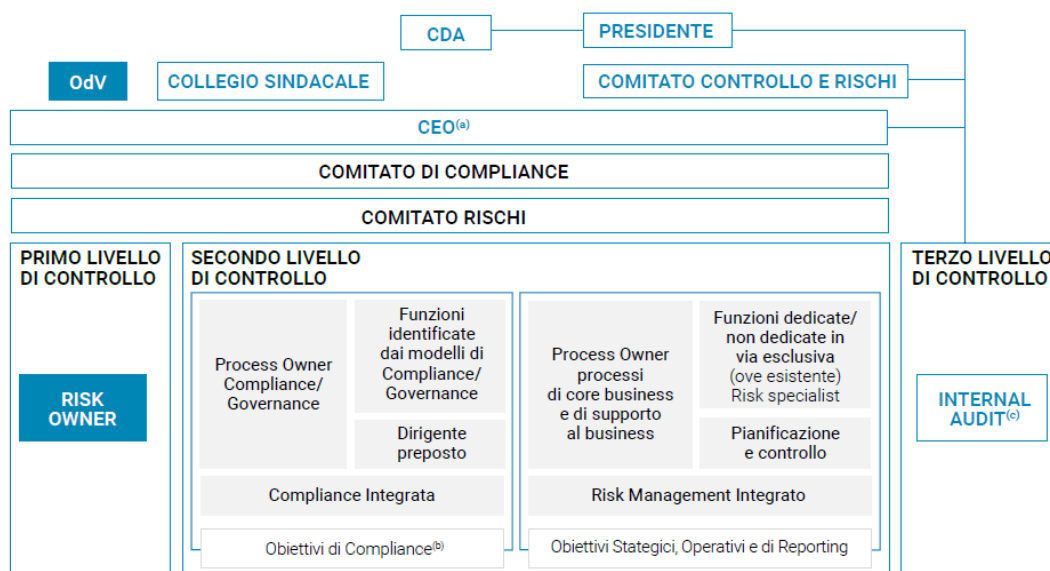 CDA
PRESIDENTE
OdV
COLLEGIO SINDACALE
COMITATO CONTROLLO E RISCHI
CEO(a)
COMITATO DI COMPLIANCE
COMITATO RISCHI
PRIMO LIVELLO
DI CONTROLLO
RISK
OWNER
SECONDO LIVELLO
DI CONTROLLO
Process Owner
Compliance/
Governance
Funzioni
identificate
dai modelli di
Compliance/
Governance
Dirigente
preposto
Compliance Integrata
Obiettivi di Compliance(b)
Process Owner
processi
di core business
e di supporto
al business
Funzioni dedicate/
non dedicate in
via esclusiva
(ove esistente)
Risk specialist
Pianificazione
e controllo
Risk Management Integrato
Obiettivi Stategici, Operativi e di Reporting
TERZO LIVELLO
DI CONTROLLO
INTERNAL
AUDIT(c)